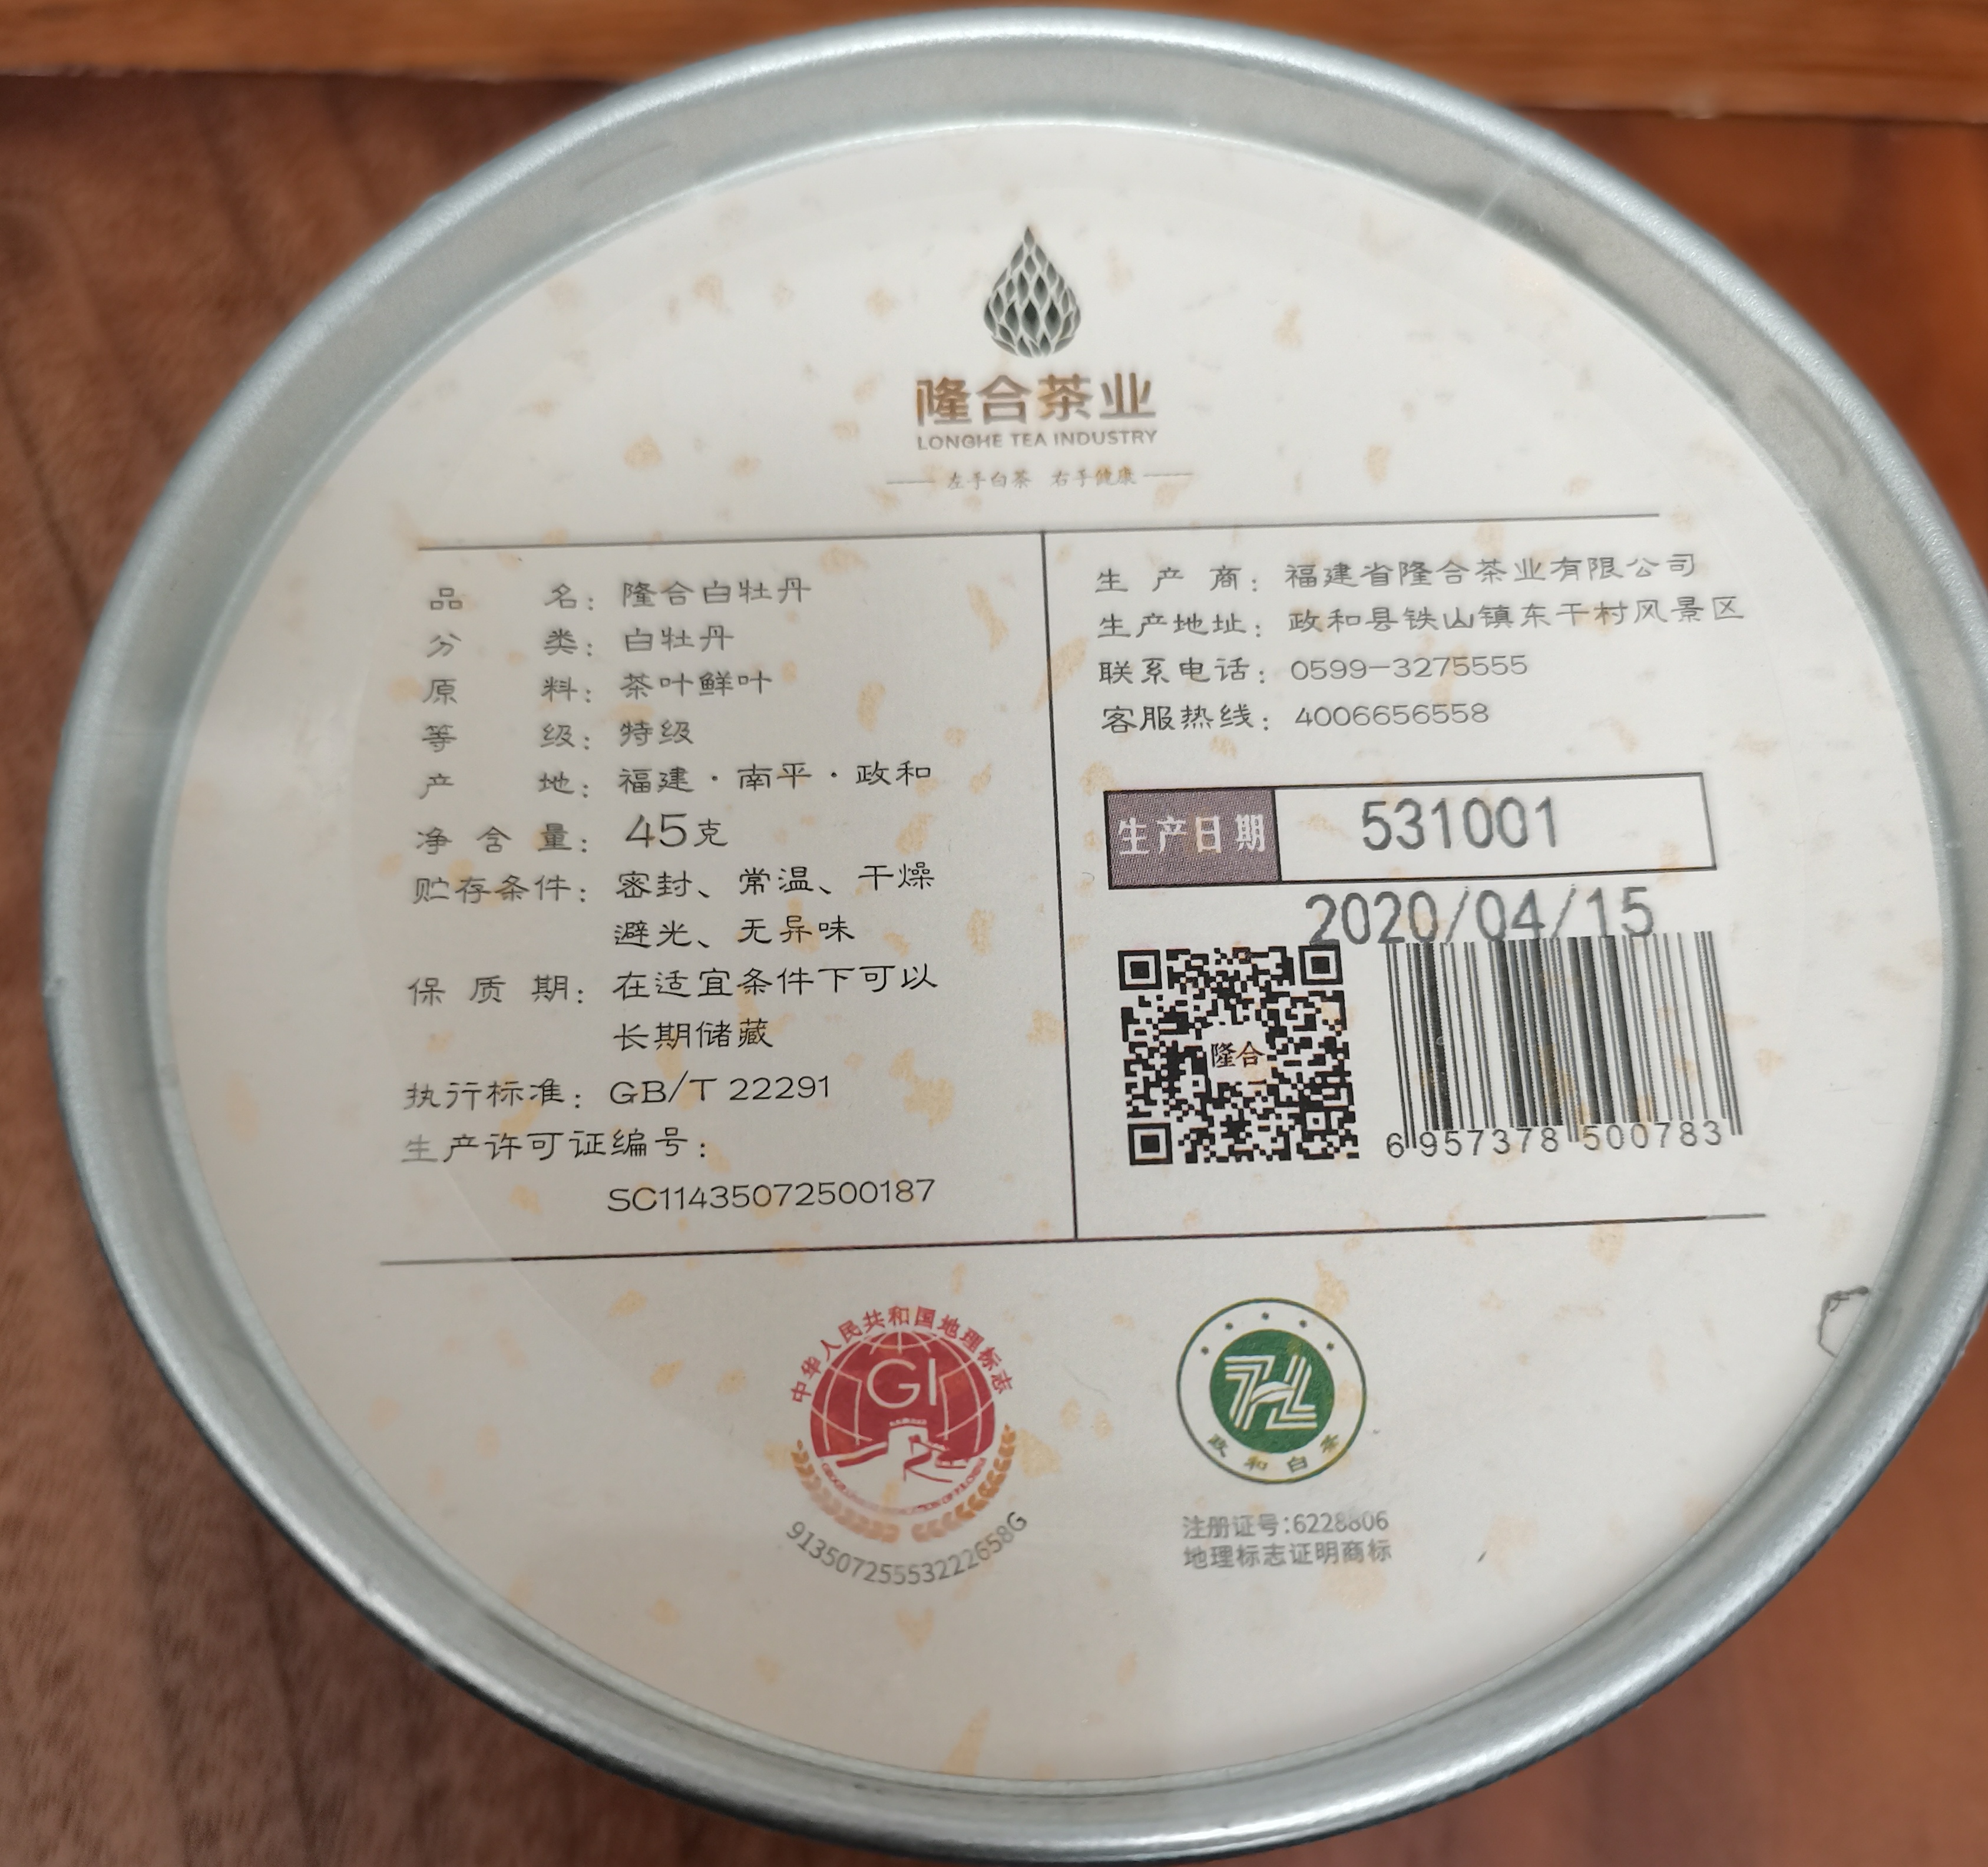 隆合茶业
LONGHE TEA INDUSTRY
左手白茶 右手健康
品 名：隆合白牡丹
分 类：白牡丹
原 料：茶叶鲜叶
等 级：特级
产 地：福建·南平·政和
净 含 量：45克
贮存条件：密封、常温、干燥
避光、无异味
保 质 期：在适宜条件下可以
长期储藏
执行标准：GB/T 22291
生产许可证编号：
SC11435072500187
生 产 商：福建省隆合茶业有限公司
生产地址：政和县铁山镇东干村风景区
联系电话：0599-3275555
客服热线：4006656558
生产日期 531001
2020/04/15
隆合
6 957378 500783
中华人民共和国地理标志
GI
91350725553222658G
政和白茶
注册证号:6228606
地理标志证明商标